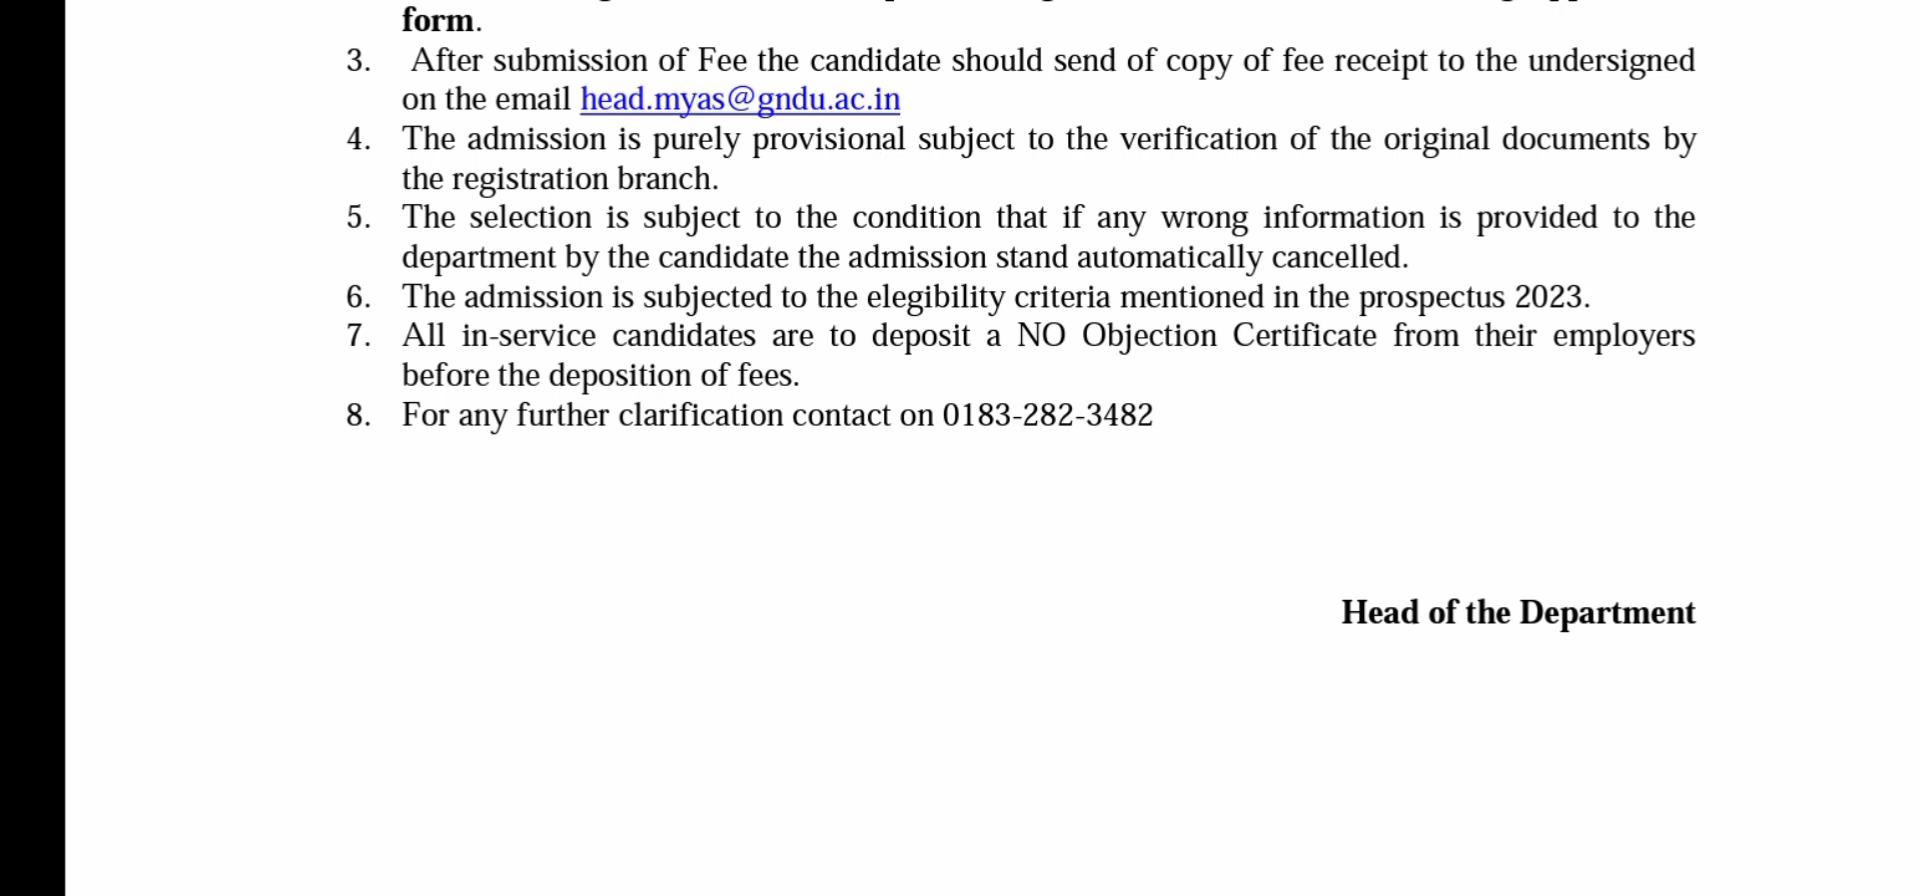 form.
3. After submission of Fee the candidate should send of copy of fee receipt to the undersigned
on the email head.myas@gndu.ac.in
4. The admission is purely provisional subject to the verification of the original documents by
the registration branch.
5. The selection is subject to the condition that if any wrong information is provided to the
department by the candidate the admission stand automatically cancelled.
6. The admission is subjected to the elegibility criteria mentioned in the prospectus 2023.
7. All in-service candidates are to deposit a NO Objection Certificate from their employers
before the deposition of fees.
8. For any further clarification contact on 0183-282-3482
Head of the Department